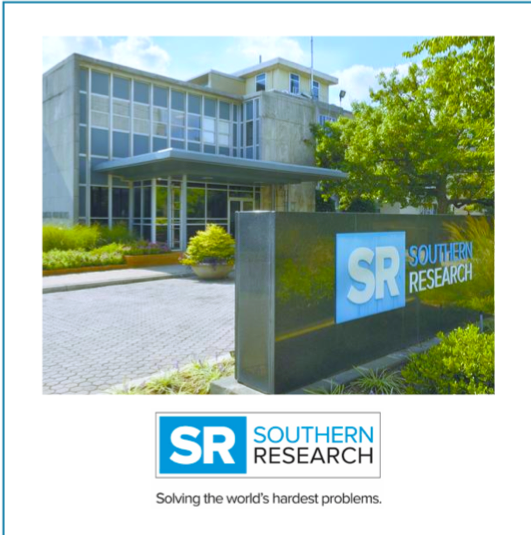 SR SOUTHERN
RESEARCH
SR SOUTHERN
RESEARCH
Solving the world's hardest problems.